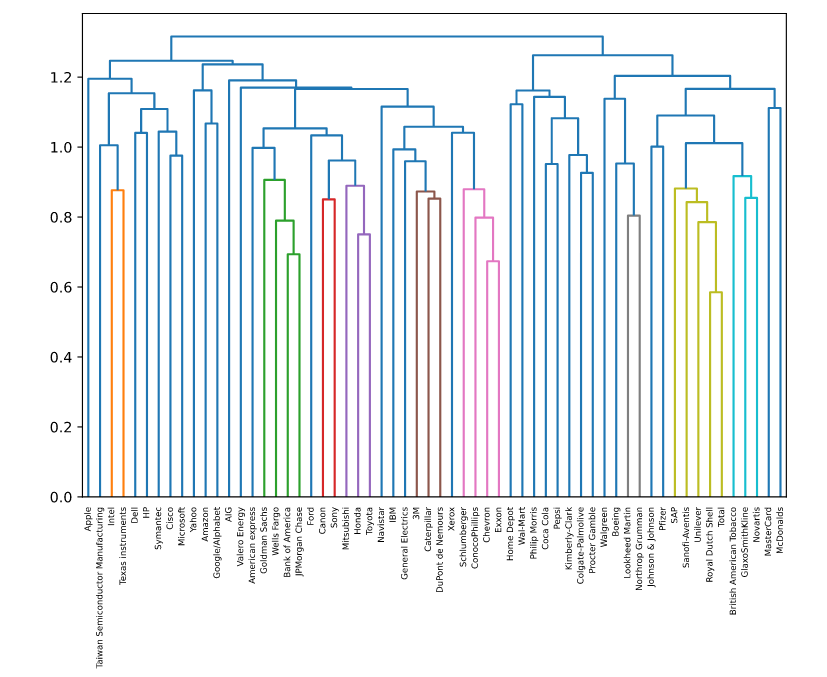 1.2
1.0
0.8
0.6
0.4
0.2
0.0
Apple
Taiwan Semiconductor Manufacturing
Intel
Texas instruments
Dell
HP
Symantec
Cisco
Microsoft
Yahoo
Amazon
Google/Alphabet
AIG
Valero Energy
American express
Goldman Sachs
Wells Fargo
Bank of America
JPMorgan Chase
Ford
Canon
Sony
Mitsubishi
Honda
Toyota
Navistar
IBM
General Electrics
3M
Caterpillar
DuPont de Nemours
Xerox
Schlumberger
ConocoPhillips
Chevron
Exxon
Home Depot
Wal-Mart
Philip Morris
Coca Cola
Pepsi
Kimberly-Clark
Colgate-Palmolive
Procter Gamble
Walgreen
Boeing
Lookheed Martin
Northrop Grumman
Johnson & Johnson
Pfizer
SAP
Sanofi-Aventis
Unilever
Royal Dutch Shell
Total
British American Tobacco
GlaxoSmithKline
Novartis
MasterCard
McDonalds